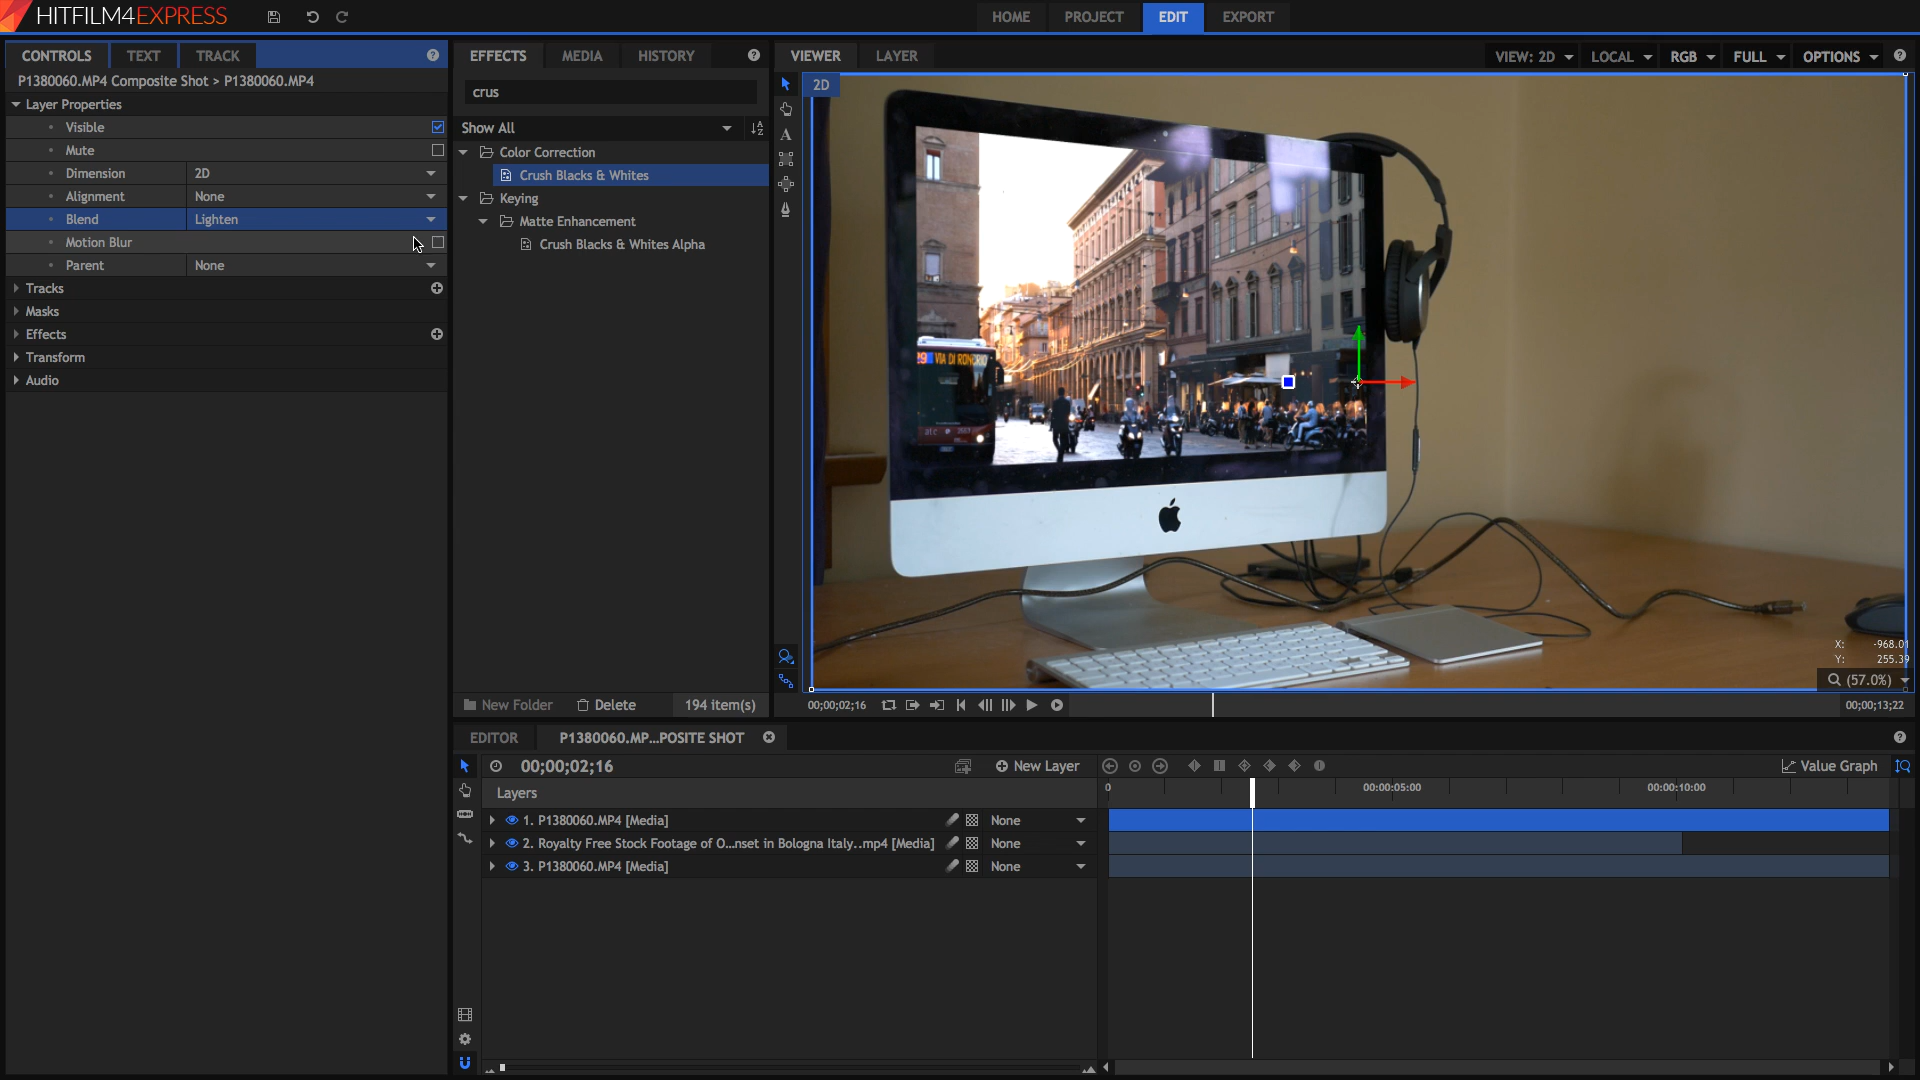 HITFILM4EXPRESS
HOME
PROJECT
EDIT
EXPORT
CONTROLS
TEXT
TRACK
P1380060.MP4 Composite Shot > P1380060.MP4
Layer Properties
Visible
Mute
Dimension 2D
Alignment None
Blend Lighten
Motion Blur
Parent None
Tracks
Masks
Effects
Transform
Audio
EFFECTS
MEDIA
HISTORY
crus
Show All
Color Correction
Crush Blacks & Whites
Keying
Matte Enhancement
Crush Blacks & Whites Alpha
New Folder
Delete
194 item(s)
VIEWER
LAYER
VIEW: 2D
LOCAL
RGB
FULL
OPTIONS
2D
VIA DI RONCRIO
X: -968.01
Y: 255.39
(57.0%)
00;00;02;16
00;00;13;22
EDITOR
P1380060.MP...POSITE SHOT
00;00;02;16
New Layer
Value Graph
Layers
0
00:00:05:00
00:00:10:00
1. P1380060.MP4 [Media] None
2. Royalty Free Stock Footage of O...nset in Bologna Italy..mp4 [Media] None
3. P1380060.MP4 [Media] None